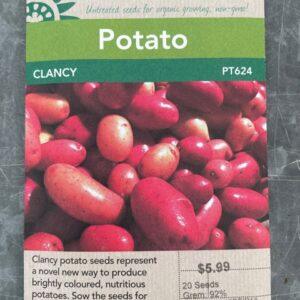 Untreated seeds for organic growing, non-gmo!
Potato
CLANCY PT624
Clancy potato seeds represent
a novel new way to produce
brightly coloured, nutritious
potatoes. Sow the seeds for
$5.99
20 Seeds
Germ. 92%